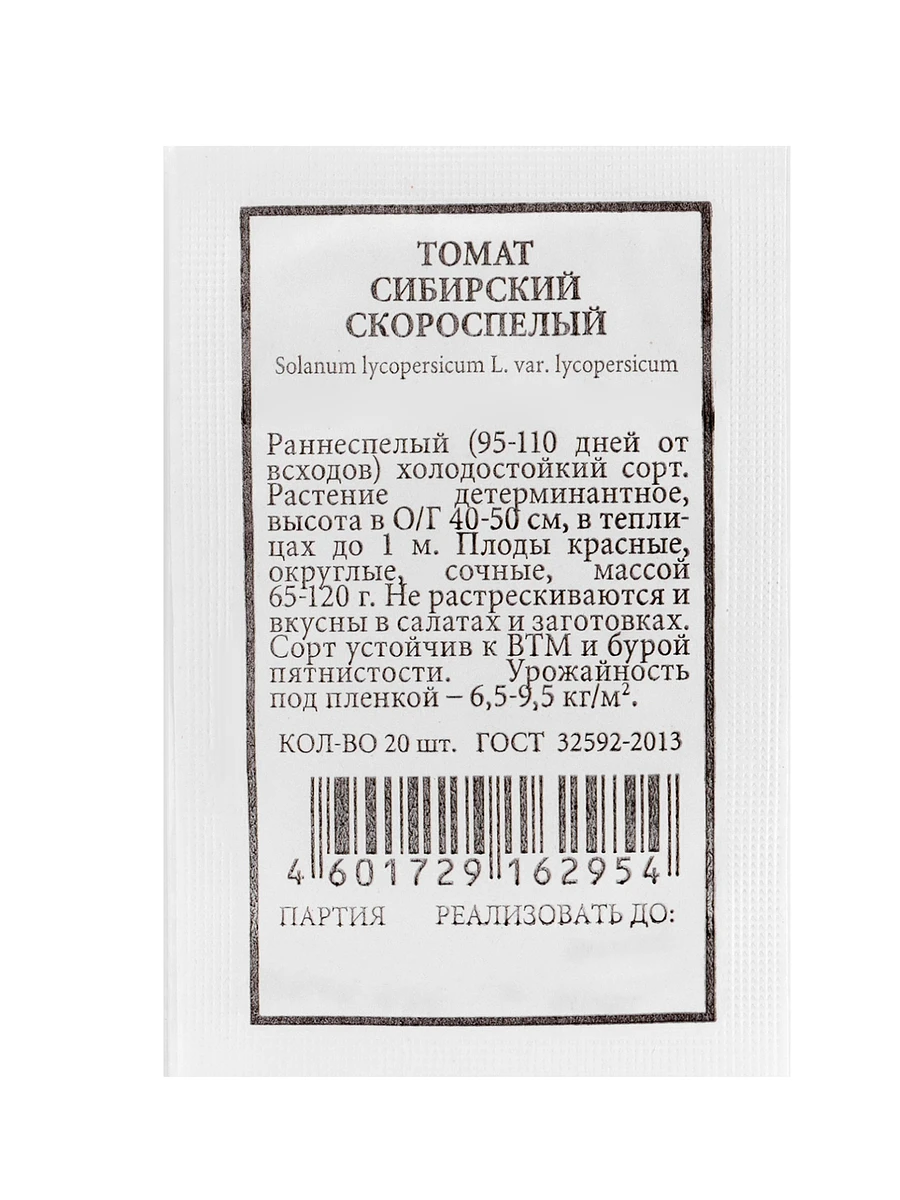 ТОМАТ
СИБИРСКИЙ
СКОРОСПЕЛЫЙ
Solanum lycopersicum L. var. lycopersicum
Раннеспелый (95-110 дней от
всходов) холодостойкий сорт.
Растение детерминантное,
высота в О/Г 40-50 см, в тепли-
цах до 1 м. Плоды красные,
округлые, сочные, массой
65-120 г. Не растрескиваются и
вкусны в салатах и заготовках.
Сорт устойчив к ВТМ и бурой
пятнистости. Урожайность
под пленкой – 6,5-9,5 кг/м².
КОЛ-ВО 20 шт. ГОСТ 32592-2013
4 601729 162954
ПАРТИЯ РЕАЛИЗОВАТЬ ДО: